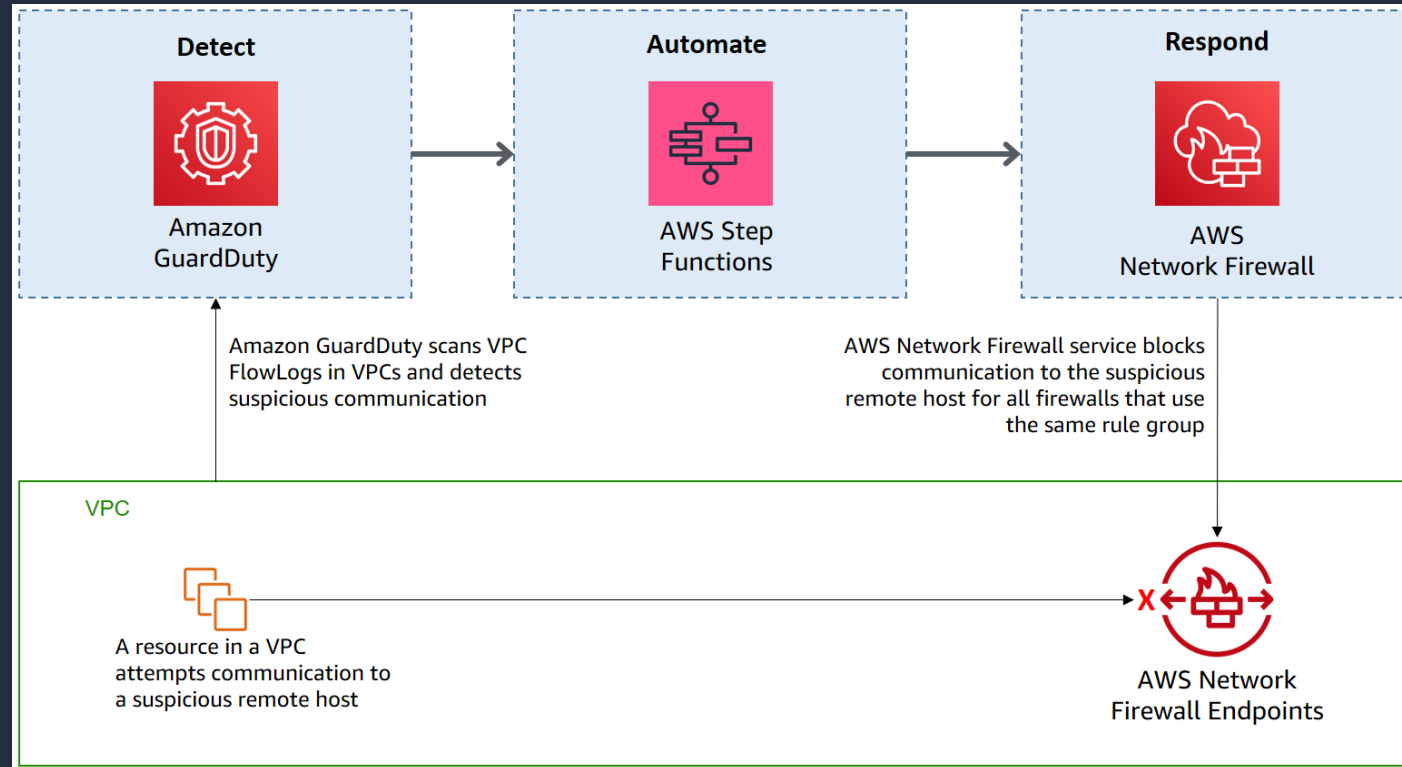 Detect
Automate
Respond
Amazon
GuardDuty
AWS Step
Functions
AWS
Network Firewall
Amazon GuardDuty scans VPC
FlowLogs in VPCs and detects
suspicious communication
AWS Network Firewall service blocks
communication to the suspicious
remote host for all firewalls that use
the same rule group
VPC
X
A resource in a VPC
attempts communication to
a suspicious remote host
AWS Network
Firewall Endpoints